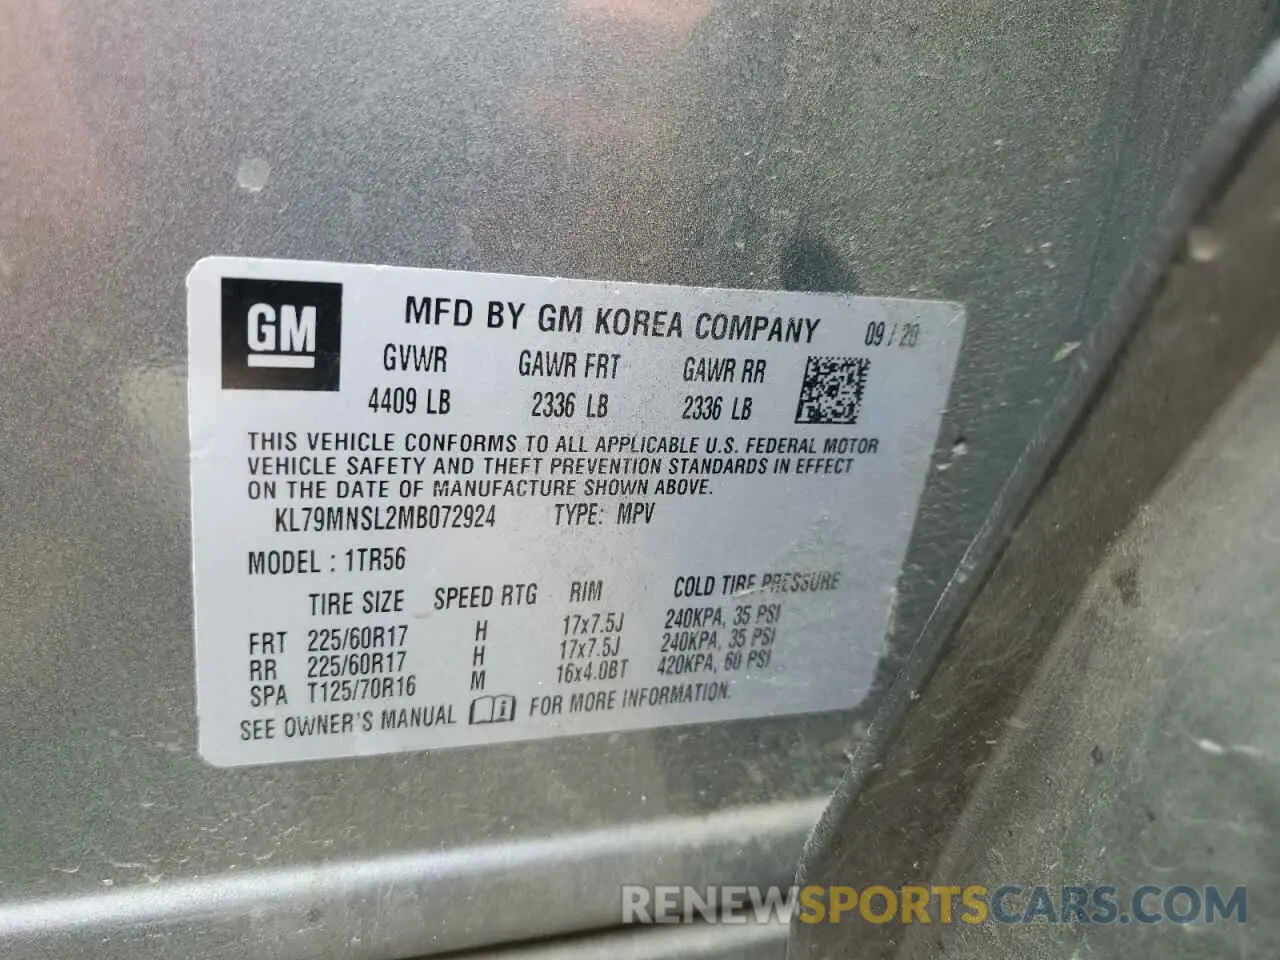 GM
MFD BY GM KOREA COMPANY 09/20
GVWR GAWR FRT GAWR RR
4409 LB 2336 LB 2336 LB
THIS VEHICLE CONFORMS TO ALL APPLICABLE U.S. FEDERAL MOTOR
VEHICLE SAFETY AND THEFT PREVENTION STANDARDS IN EFFECT
ON THE DATE OF MANUFACTURE SHOWN ABOVE.
KL79MNSL2MB072924 TYPE: MPV
MODEL : 1TR56
TIRE SIZE SPEED RTG RIM COLD TIRE PRESSURE
FRT 225/60R17 H 17x7.5J 240KPA, 35 PSI
RR 225/60R17 H 17x7.5J 240KPA, 35 PSI
SPA T125/70R16 M 16x4.0BT 420KPA, 60 PSI
SEE OWNER'S MANUAL i FOR MORE INFORMATION.
RENEWSPORTSCARS.COM